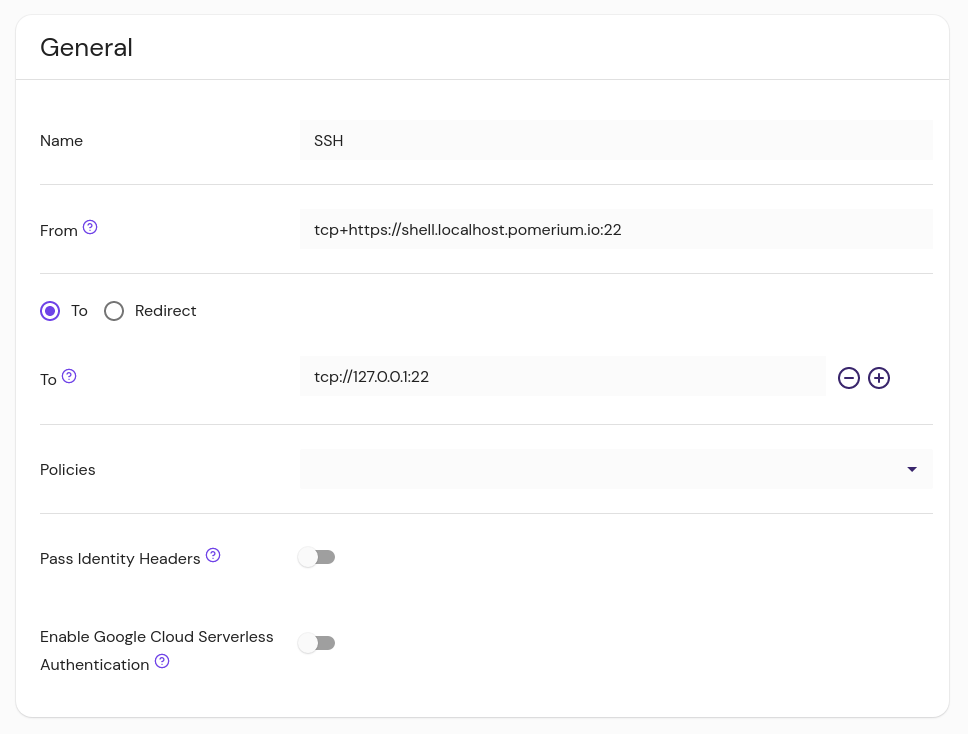 General
Name
SSH
From
tcp+https://shell.localhost.pomerium.io:22
To
Redirect
To
tcp://127.0.0.1:22
Policies
Pass Identity Headers
Enable Google Cloud Serverless
Authentication